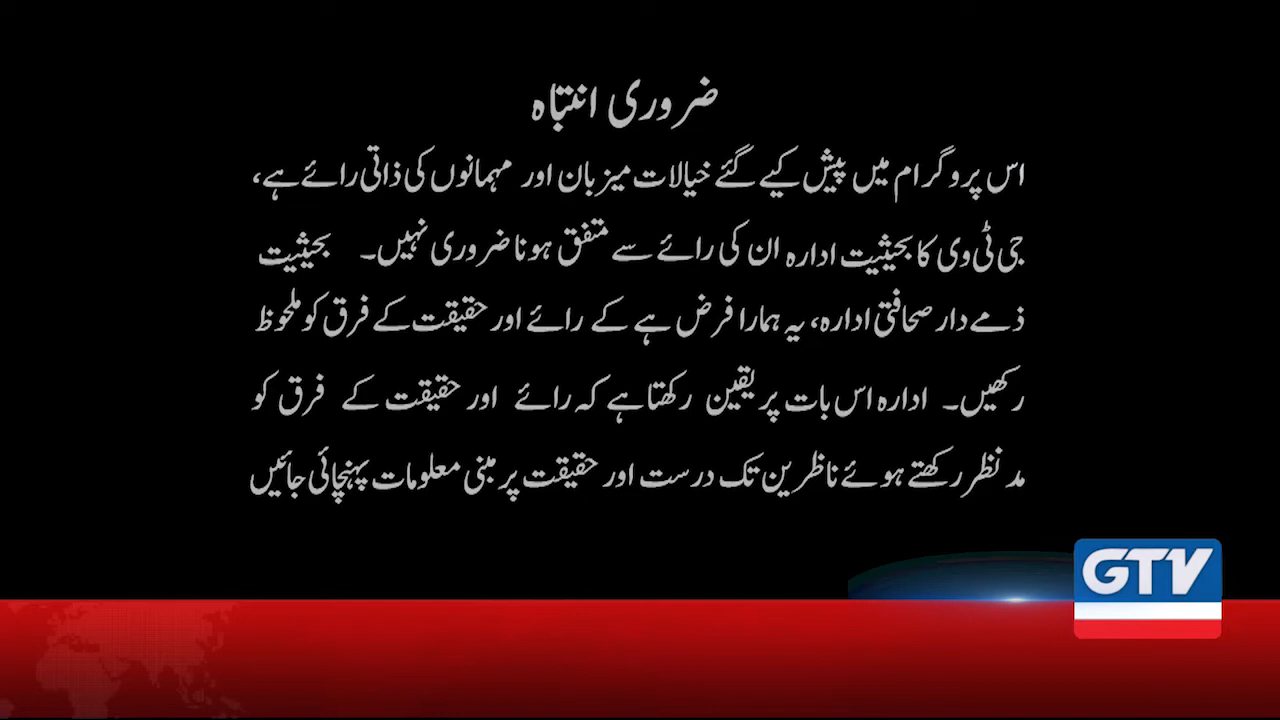 ضروری انتباہ
اس پروگرام میں پیش کیے گئے خیالات میزبان اور مہمانوں کی ذاتی رائے ہے،
جی ٹی وی کا بحیثیت ادارہ ان کی رائے سے متفق ہونا ضروری نہیں۔ بحیثیت
ذمے دار صحافتی ادارہ، یہ ہمارا فرض ہے کے رائے اور حقیقت کے فرق کو ملحوظ
رکھیں۔ ادارہ اس بات پر یقین رکھتا ہے کہ رائے اور حقیقت کے فرق کو
مد نظر رکھتے ہوئے ناظرین تک درست اور حقیقت پر مبنی معلومات پہنچائی جائیں
GTV